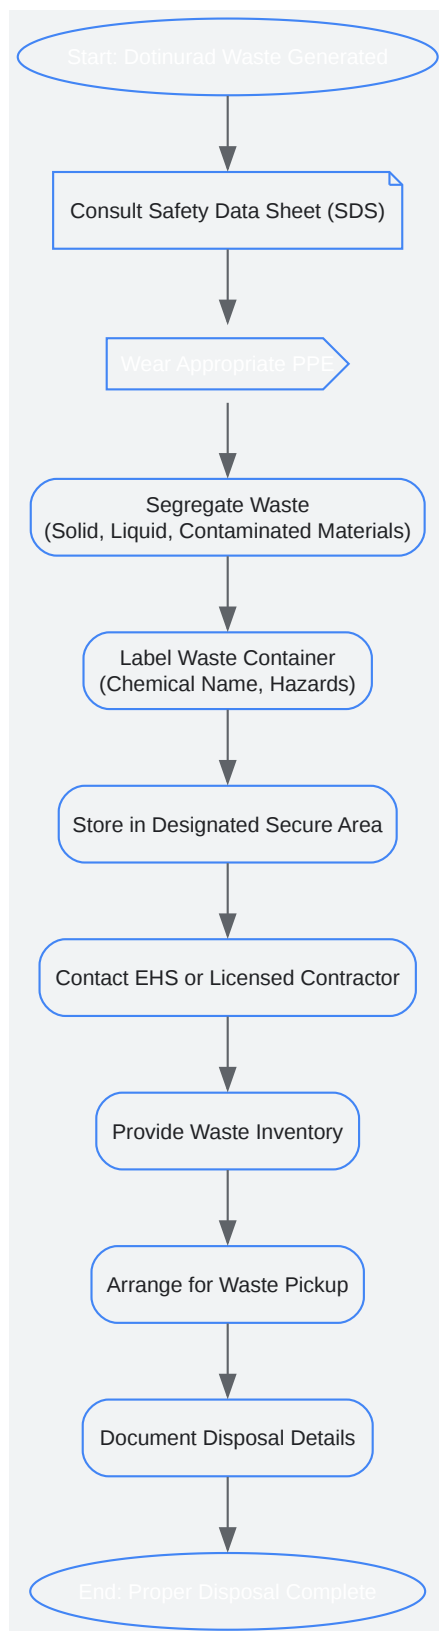 Start: Dotinurad Waste Generated
Consult Safety Data Sheet (SDS)
Wear Appropriate PPE
Segregate Waste
(Solid, Liquid, Contaminated Materials)
Label Waste Container
(Chemical Name, Hazards)
Store in Designated Secure Area
Contact EHS or Licensed Contractor
Provide Waste Inventory
Arrange for Waste Pickup
Document Disposal Details
End: Proper Disposal Complete